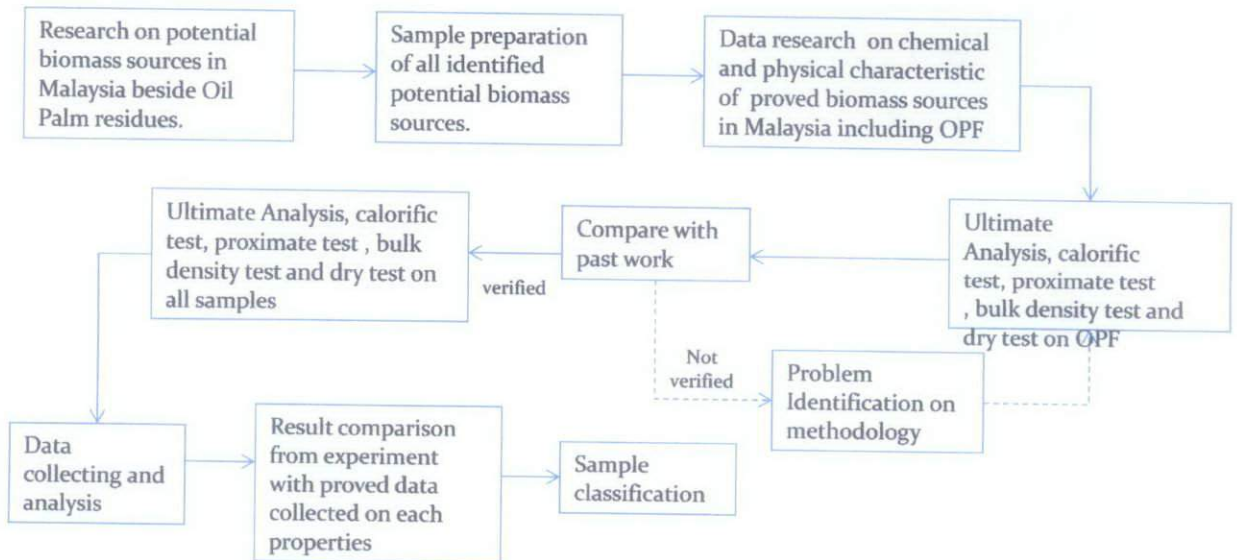 Research on potential
biomass sources in
Malaysia beside Oil
Palm residues.
Sample preparation
of all identified
potential biomass
sources.
Data research on chemical
and physical characteristic
of proved biomass sources
in Malaysia including OPF
Ultimate
Analysis, calorific
test, proximate test
, bulk density test and
dry test on OPF
Compare with
past work
verified
Not
verified
Problem
Identification on
methodology
Ultimate Analysis, calorific
test, proximate test , bulk
density test and dry test on
all samples
Data
collecting and
analysis
Result comparison
from experiment
with proved data
collected on each
properties
Sample
classification